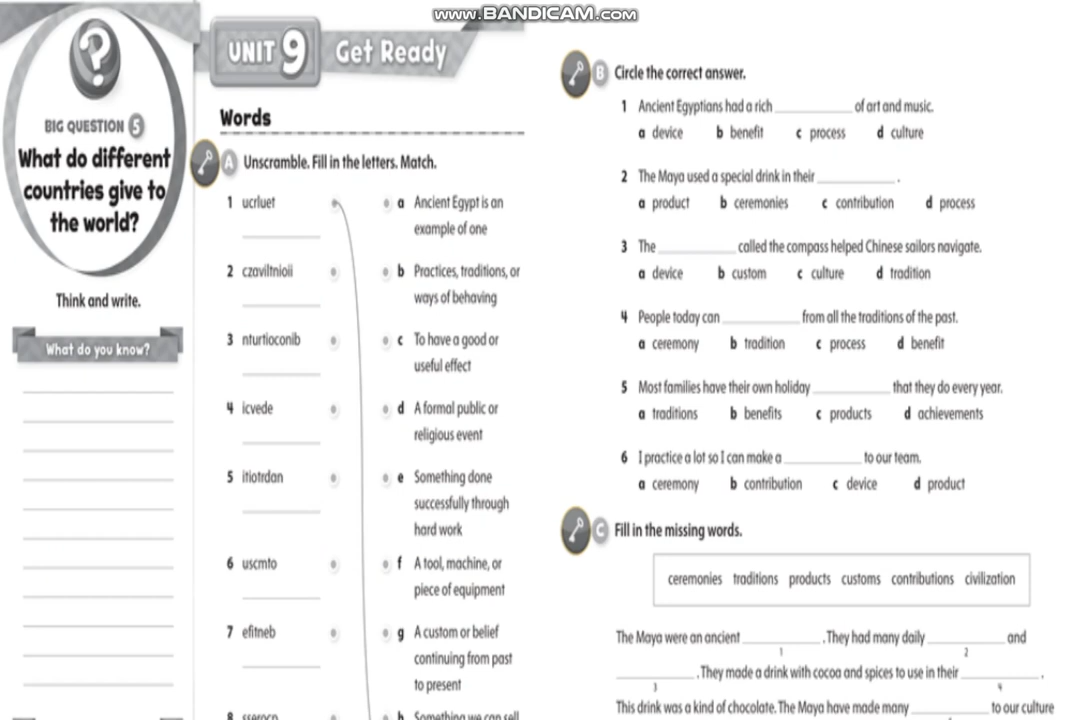 www.BANDICAM.com
?
BIG QUESTION 5
What do different
countries give to
the world?
Think and write.
What do you know?
UNIT 9 Get Ready
Words
A Unscramble. Fill in the letters. Match.
1 ucrluet
2 czaviltnioii
3 nturtioconib
4 icvede
5 itiotrdan
6 uscmto
7 efitneb
8 sserocp
a Ancient Egypt is an
example of one
b Practices, traditions, or
ways of behaving
c To have a good or
useful effect
d A formal public or
religious event
e Something done
successfully through
hard work
f A tool, machine, or
piece of equipment
g A custom or belief
continuing from past
to present
h Something we can sell
B Circle the correct answer.
1 Ancient Egyptians had a rich ____________ of art and music.
a device b benefit c process d culture
2 The Maya used a special drink in their ____________ .
a product b ceremonies c contribution d process
3 The ____________ called the compass helped Chinese sailors navigate.
a device b custom c culture d tradition
4 People today can ____________ from all the traditions of the past.
a ceremony b tradition c process d benefit
5 Most families have their own holiday ____________ that they do every year.
a traditions b benefits c products d achievements
6 I practice a lot so I can make a ____________ to our team.
a ceremony b contribution c device d product
C Fill in the missing words.
ceremonies traditions products customs contributions civilization
The Maya were an ancient ____________ . They had many daily ____________ and
1 2
____________ . They made a drink with cocoa and spices to use in their ____________ .
3 4
This drink was a kind of chocolate. The Maya have made many ____________ to our culture